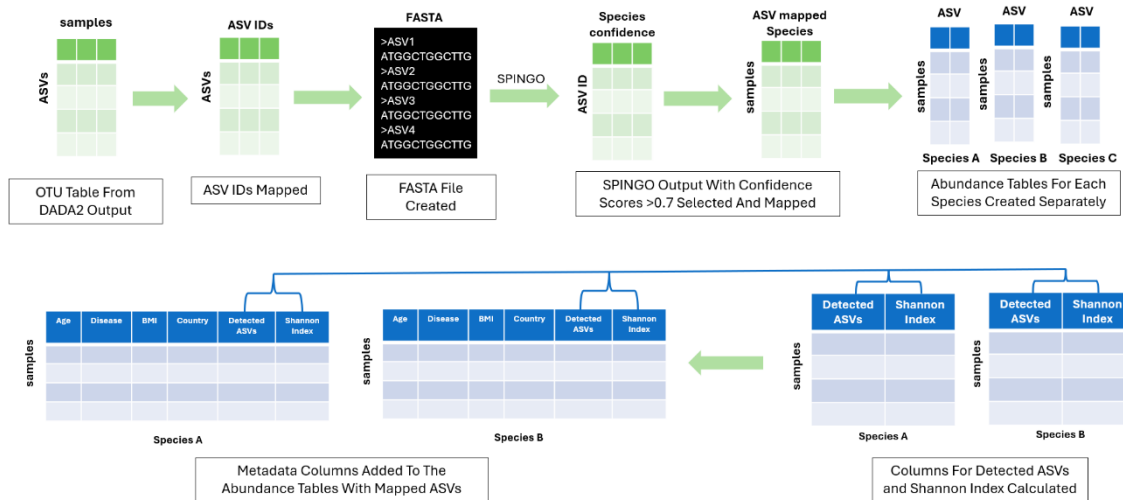 samples
ASVs
OTU Table From
DADA2 Output
ASV IDs
ASVs
ASV IDs Mapped
FASTA
>ASV1
ATGGCTGGCTTG
>ASV2
ATGGCTGGCTTG
>ASV3
ATGGCTGGCTTG
>ASV4
ATGGCTGGCTTG
FASTA File
Created
SPINGO
Species
confidence
ASV ID
ASV mapped
Species
samples
SPINGO Output With Confidence
Scores >0.7 Selected And Mapped
ASV
samples
Species A
ASV
samples
Species B
ASV
samples
Species C
Abundance Tables For Each
Species Created Separately
Age
Disease
BMI
Country
Detected
ASVs
Shannon
Index
samples
Species A
Age
Disease
BMI
Country
Detected
ASVs
Shannon
Index
samples
Species B
Metadata Columns Added To The
Abundance Tables With Mapped ASVs
Detected
ASVs
Shannon
Index
samples
Species A
Detected
ASVs
Shannon
Index
samples
Species B
Columns For Detected ASVs
and Shannon Index Calculated